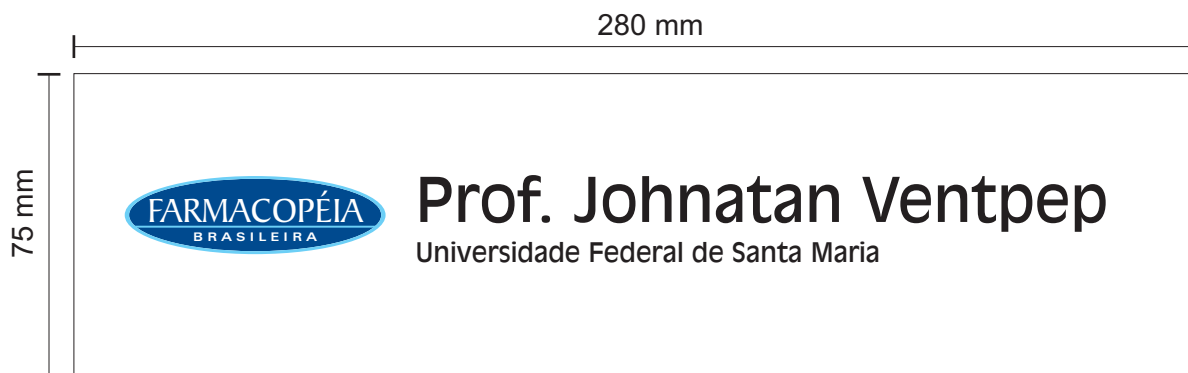 280 mm
75 mm
FARMACOPÉIA
BRASILEIRA
Prof. Johnatan Ventpep
Universidade Federal de Santa Maria